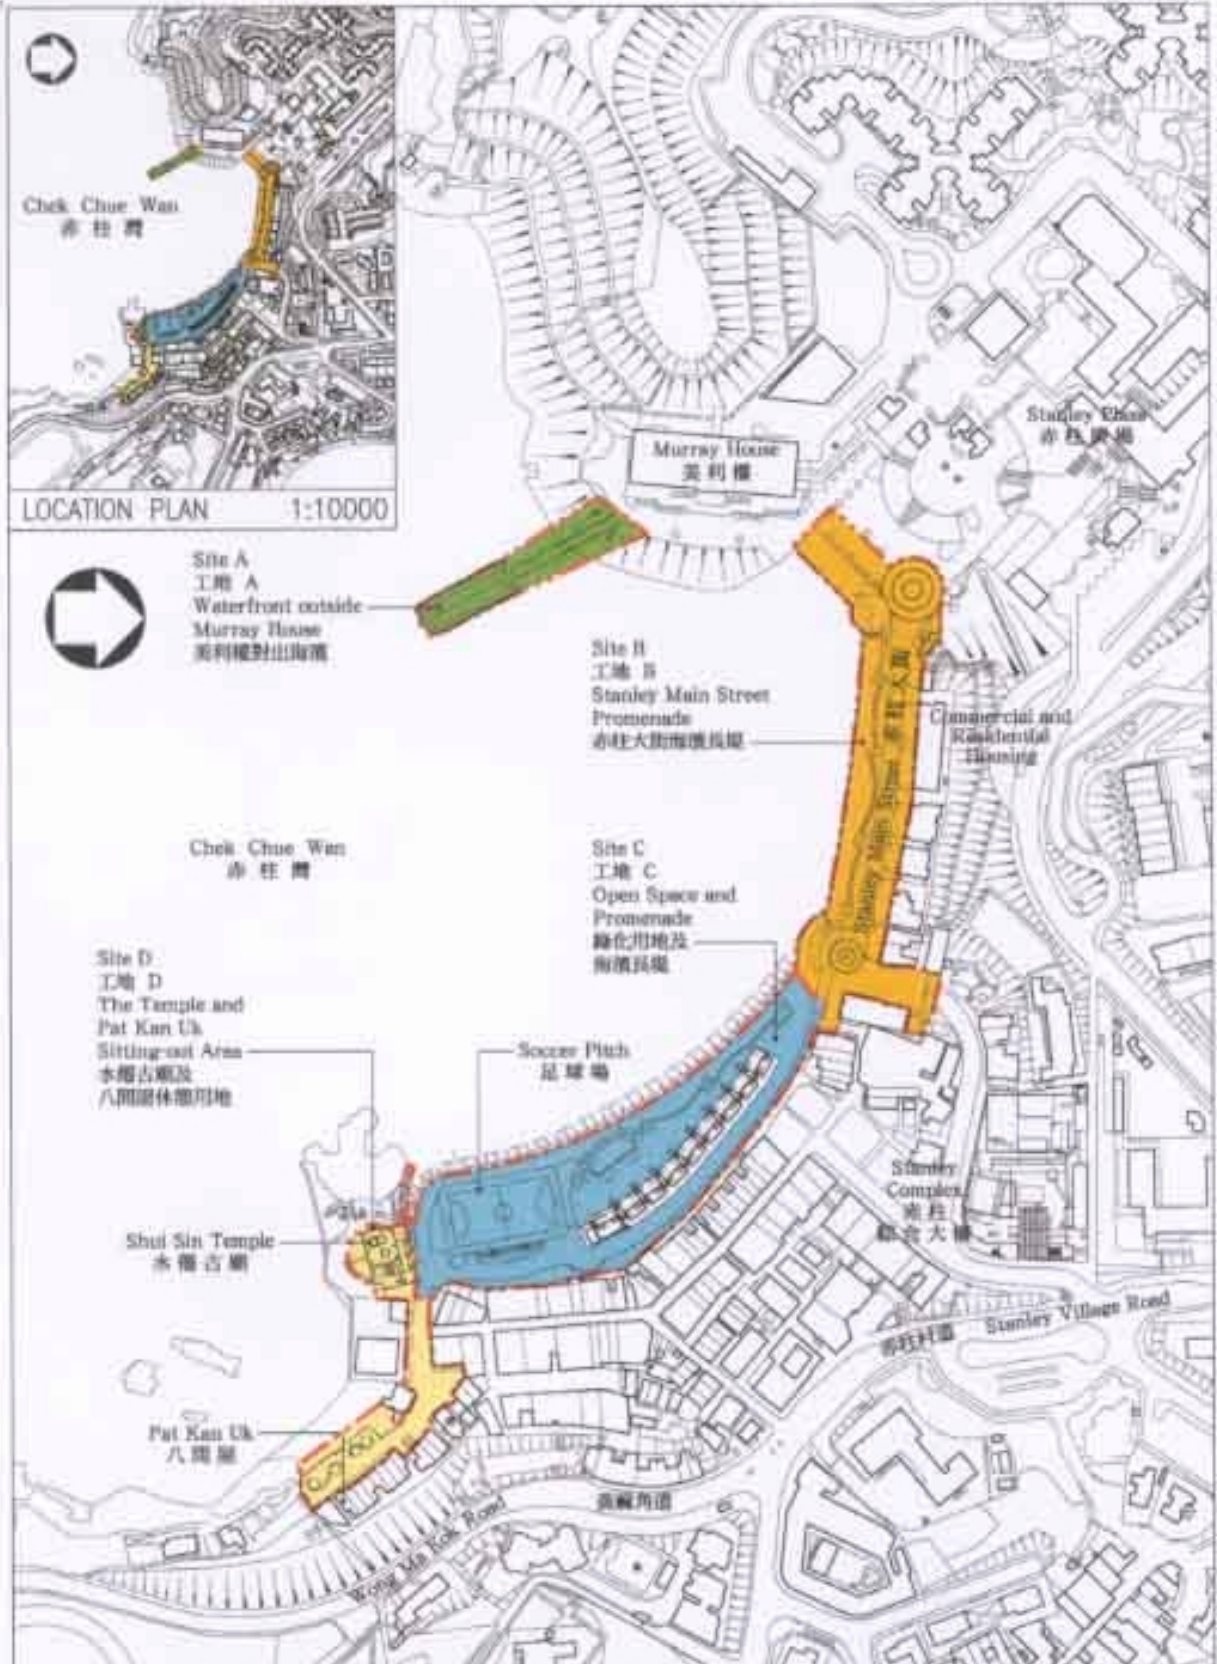 Chek Chue Wan
赤柱灣
LOCATION PLAN 1:10000
Site A
工地 A
Waterfront outside
Murray House
美利樓對出海濱
Murray House
美利樓
Stanley Plaza
赤柱廣場
Site B
工地 B
Stanley Main Street
Promenade
赤柱大街海濱長堤
Stanley Main Street 赤柱大街
Commercial and
Residential
Housing
Chek Chue Wan
赤柱灣
Site C
工地 C
Open Space and
Promenade
綠化用地及
海濱長堤
Site D
工地 D
The Temple and
Pat Kan Uk
Sitting-out Area
水僊古廟及
八間屋休憩用地
Soccer Pitch
足球場
Stanley
Complex
赤柱
綜合大樓
Shui Sin Temple
水僊古廟
赤柱村道 Stanley Village Road
Pat Kan Uk
八間屋
黃麻角道
Wong Ma Kok Road